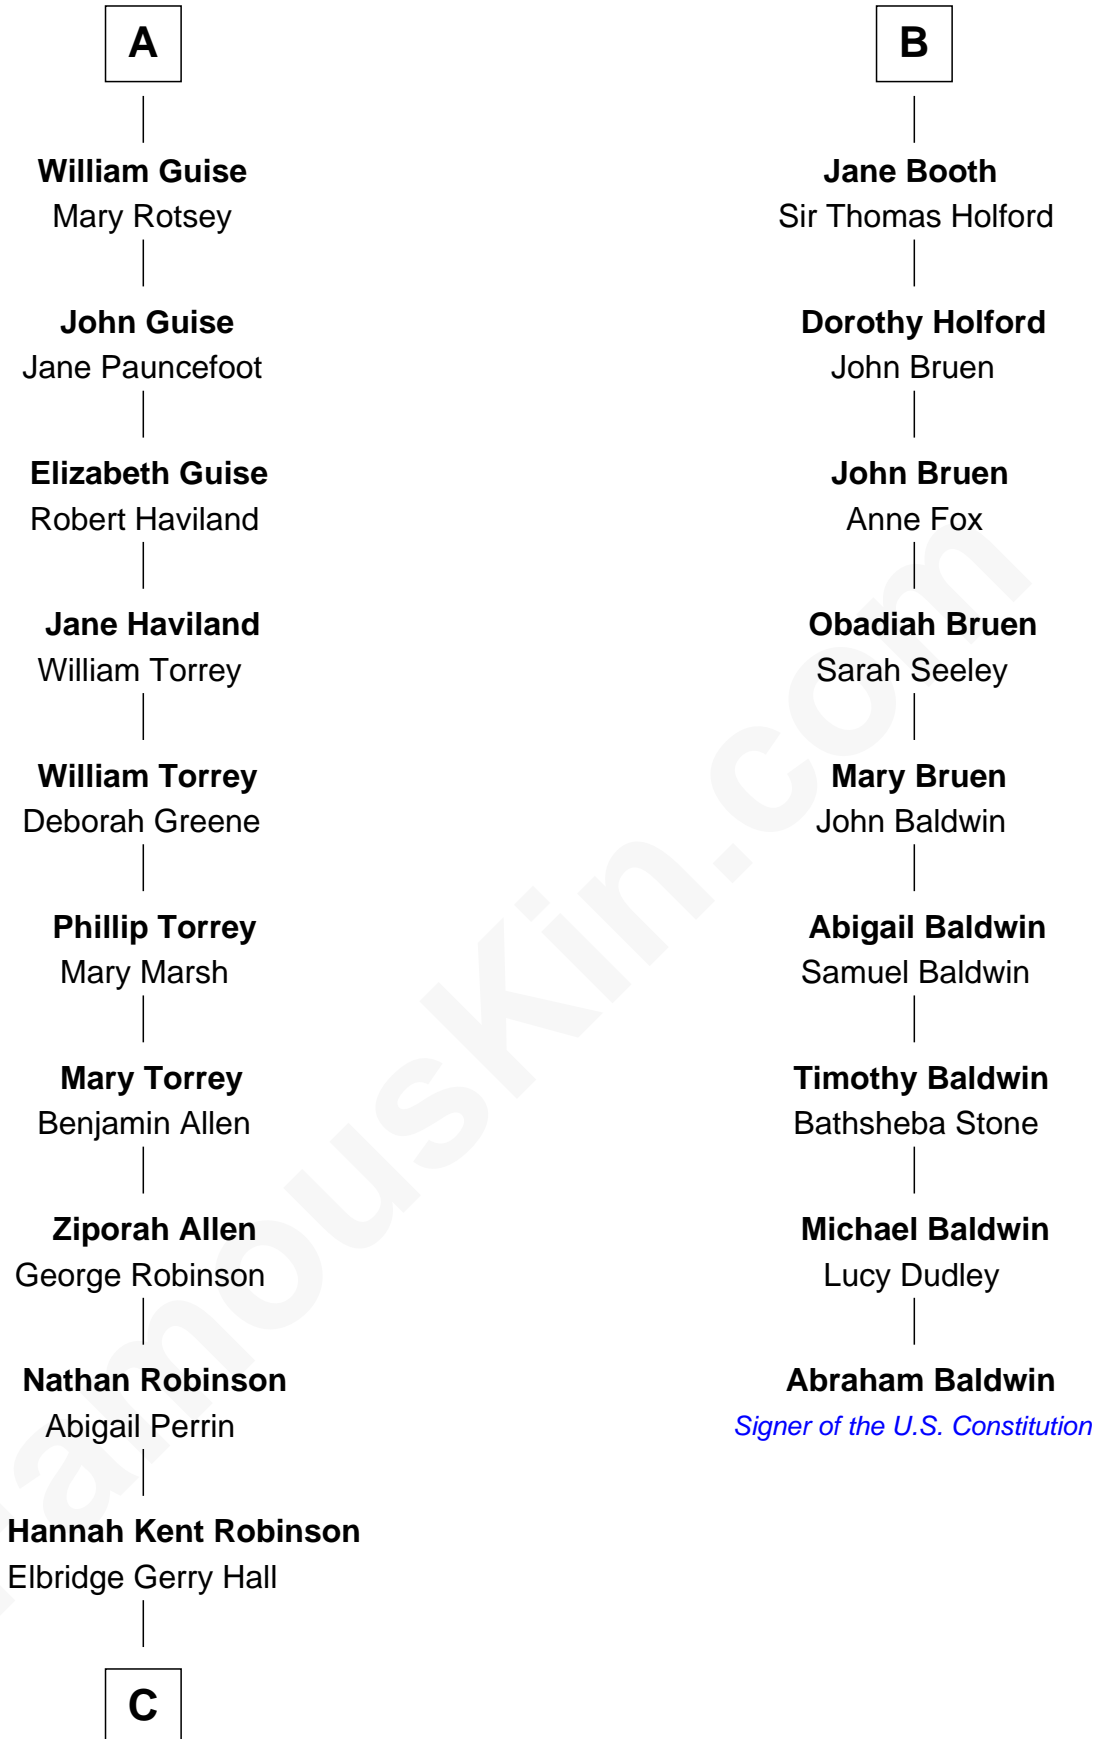 A
William Guise
Mary Rotsey
John Guise
Jane Pauncefoot
Elizabeth Guise
Robert Haviland
Jane Haviland
William Torrey
William Torrey
Deborah Greene
Phillip Torrey
Mary Marsh
Mary Torrey
Benjamin Allen
Ziporah Allen
George Robinson
Nathan Robinson
Abigail Perrin
Hannah Kent Robinson
Elbridge Gerry Hall
C
B
Jane Booth
Sir Thomas Holford
Dorothy Holford
John Bruen
John Bruen
Anne Fox
Obadiah Bruen
Sarah Seeley
Mary Bruen
John Baldwin
Abigail Baldwin
Samuel Baldwin
Timothy Baldwin
Bathsheba Stone
Michael Baldwin
Lucy Dudley
Abraham Baldwin
Signer of the U.S. Constitution
FamousKin.com